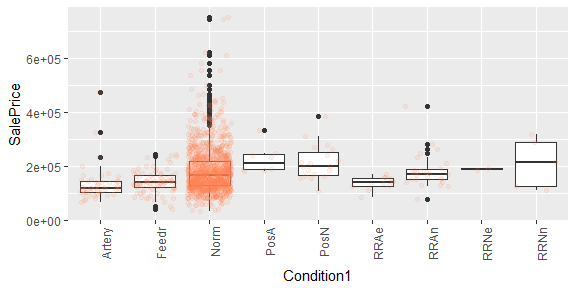 SalePrice
6e+05
4e+05
2e+05
0e+00
Artery
Feedr
Norm
PosA
PosN
RRAe
RRAn
RRNe
RRNn
Condition1